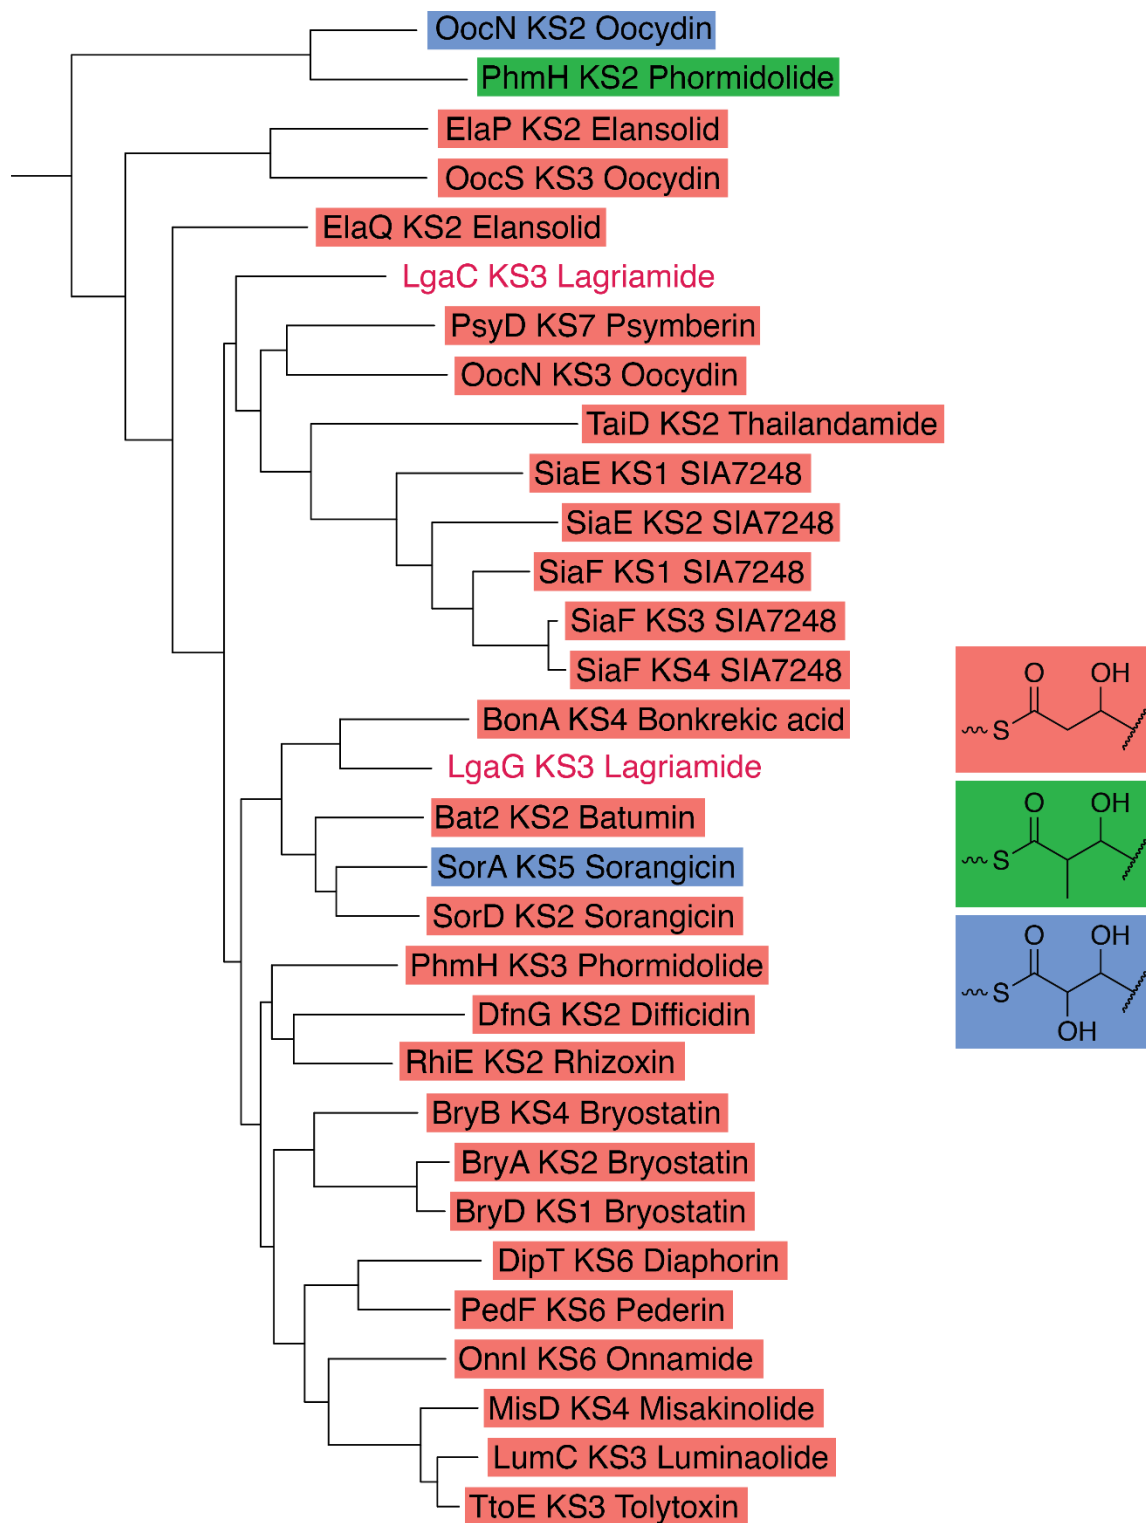 OocN KS2 Oocydin
PhmH KS2 Phormidolide
ElaP KS2 Elansolid
OocS KS3 Oocydin
ElaQ KS2 Elansolid
LgaC KS3 Lagriamide
PsyD KS7 Psymberin
OocN KS3 Oocydin
TaiD KS2 Thailandamide
SiaE KS1 SIA7248
SiaE KS2 SIA7248
SiaF KS1 SIA7248
SiaF KS3 SIA7248
SiaF KS4 SIA7248
BonA KS4 Bonkrekic acid
LgaG KS3 Lagriamide
Bat2 KS2 Batumin
SorA KS5 Sorangicin
SorD KS2 Sorangicin
PhmH KS3 Phormidolide
DfnG KS2 Difficidin
RhiE KS2 Rhizoxin
BryB KS4 Bryostatin
BryA KS2 Bryostatin
BryD KS1 Bryostatin
DipT KS6 Diaphorin
PedF KS6 Pederin
OnnI KS6 Onnamide
MisD KS4 Misakinolide
LumC KS3 Luminaolide
TtoE KS3 Tolytoxin
O OH
S
O OH
S
O OH
S
OH